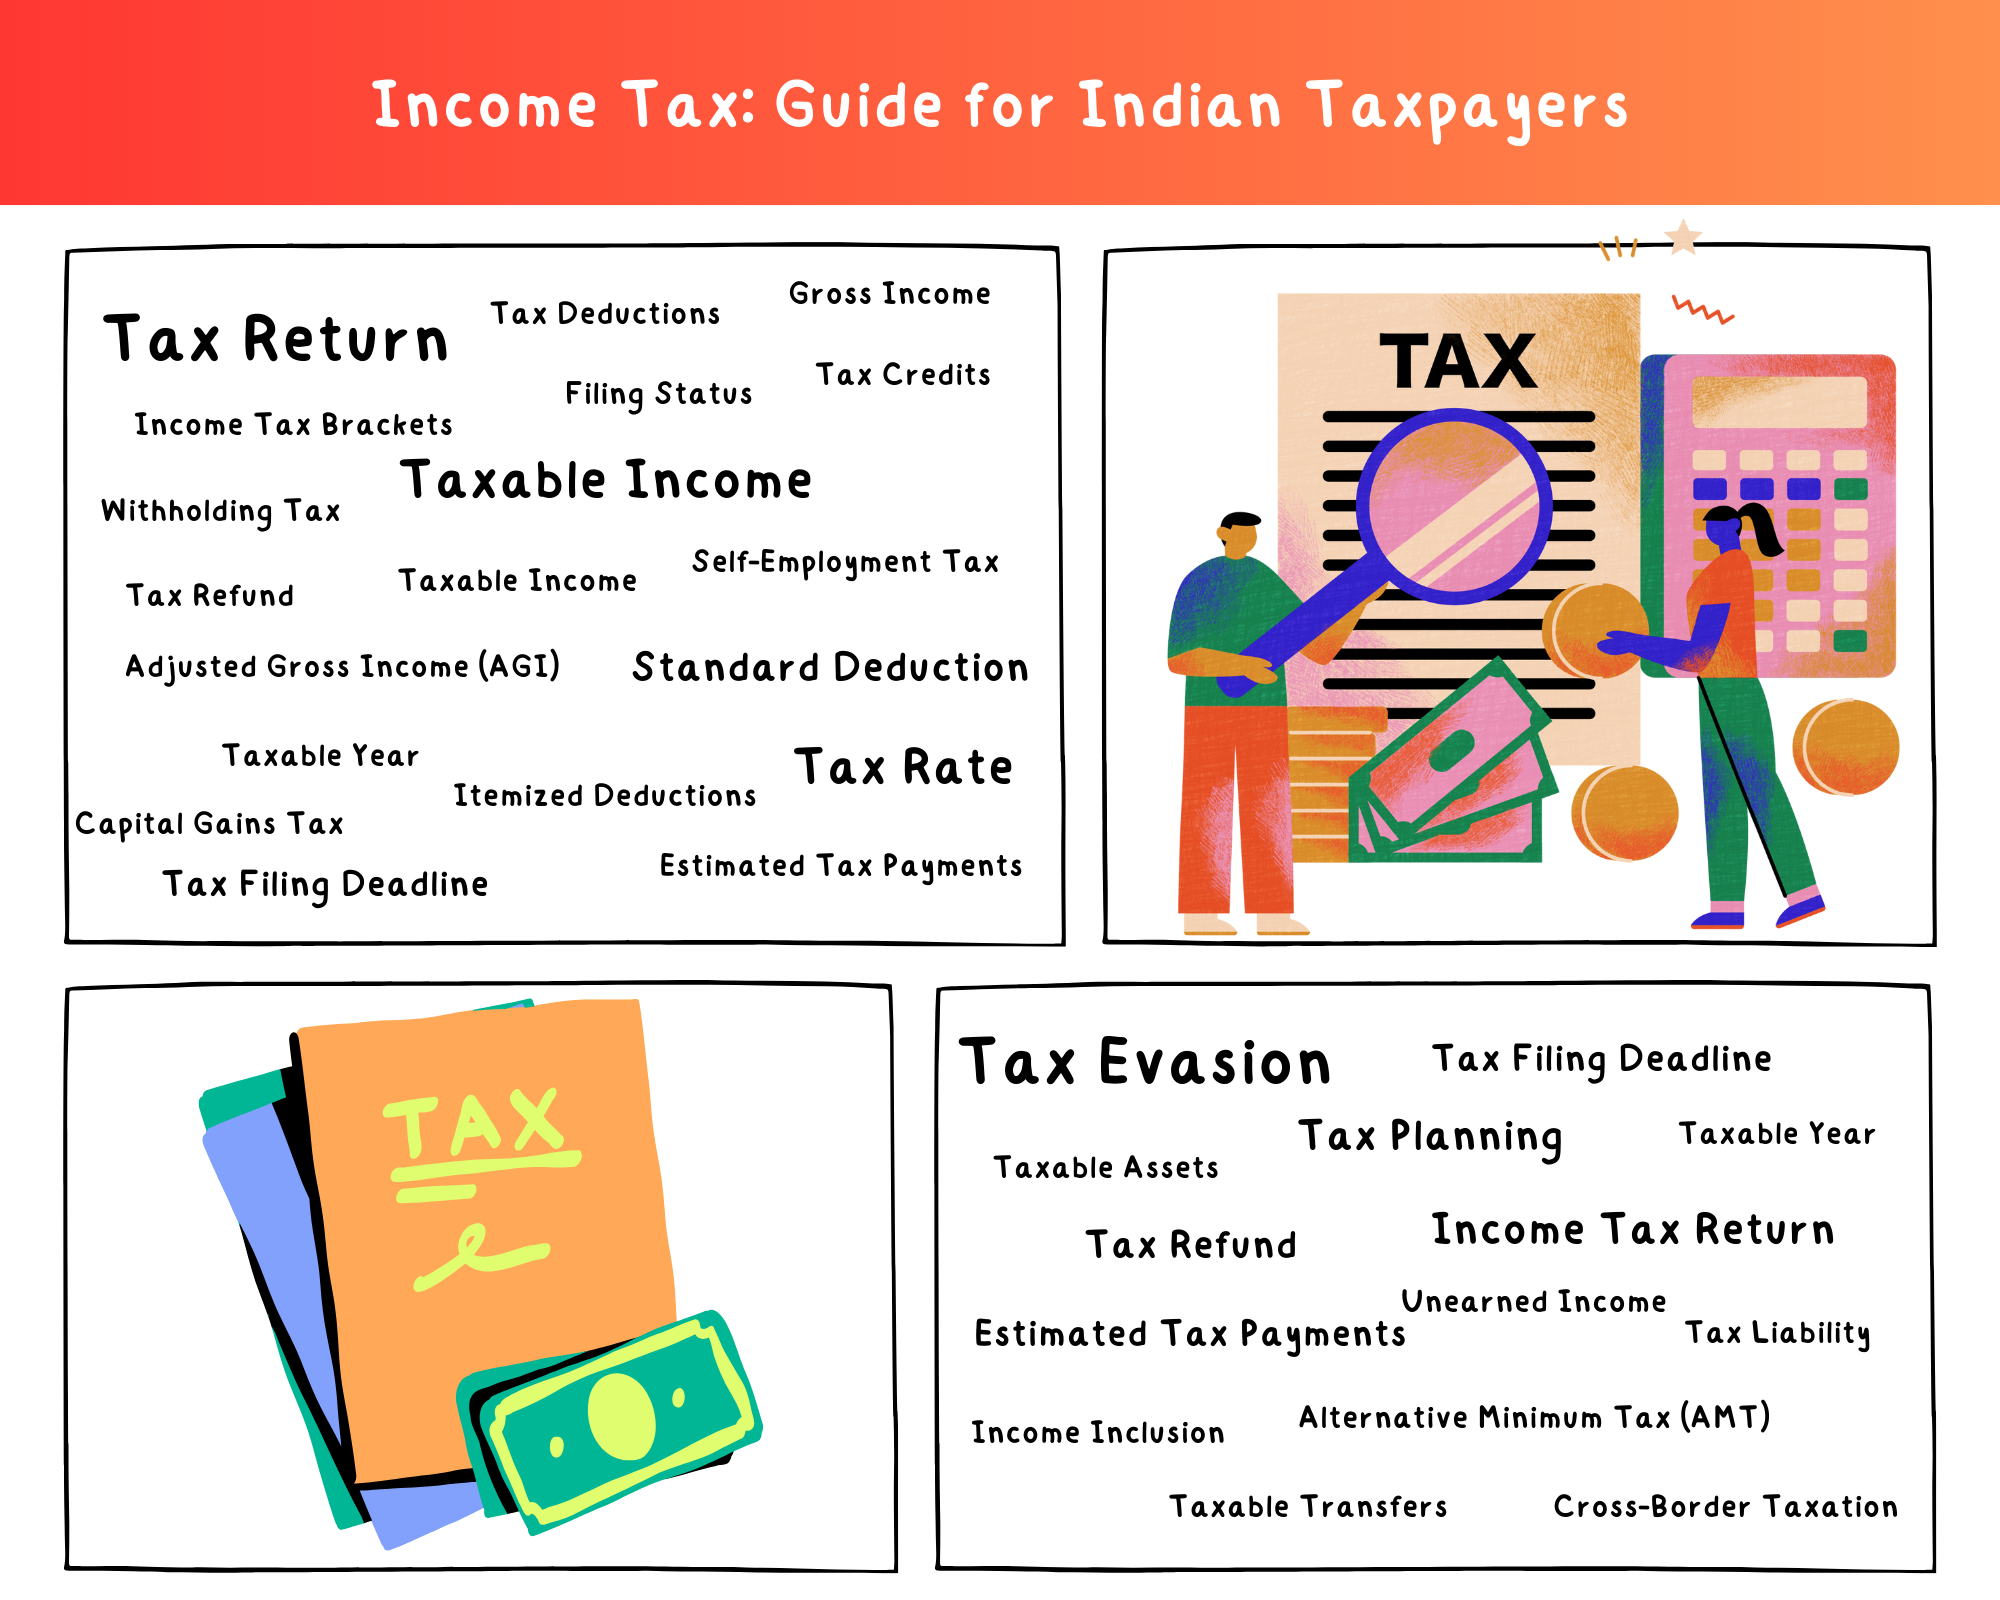 Income Tax: Guide for Indian Taxpayers
Tax Return
Tax Deductions
Gross Income
Filing Status
Tax Credits
Income Tax Brackets
Taxable Income
Withholding Tax
Self-Employment Tax
Tax Refund
Taxable Income
Adjusted Gross Income (AGI)
Standard Deduction
Taxable Year
Tax Rate
Itemized Deductions
Capital Gains Tax
Tax Filing Deadline
Estimated Tax Payments
TAX
TAX
Tax Evasion
Tax Filing Deadline
Tax Planning
Taxable Year
Taxable Assets
Tax Refund
Income Tax Return
Unearned Income
Estimated Tax Payments
Tax Liability
Income Inclusion
Alternative Minimum Tax (AMT)
Taxable Transfers
Cross-Border Taxation